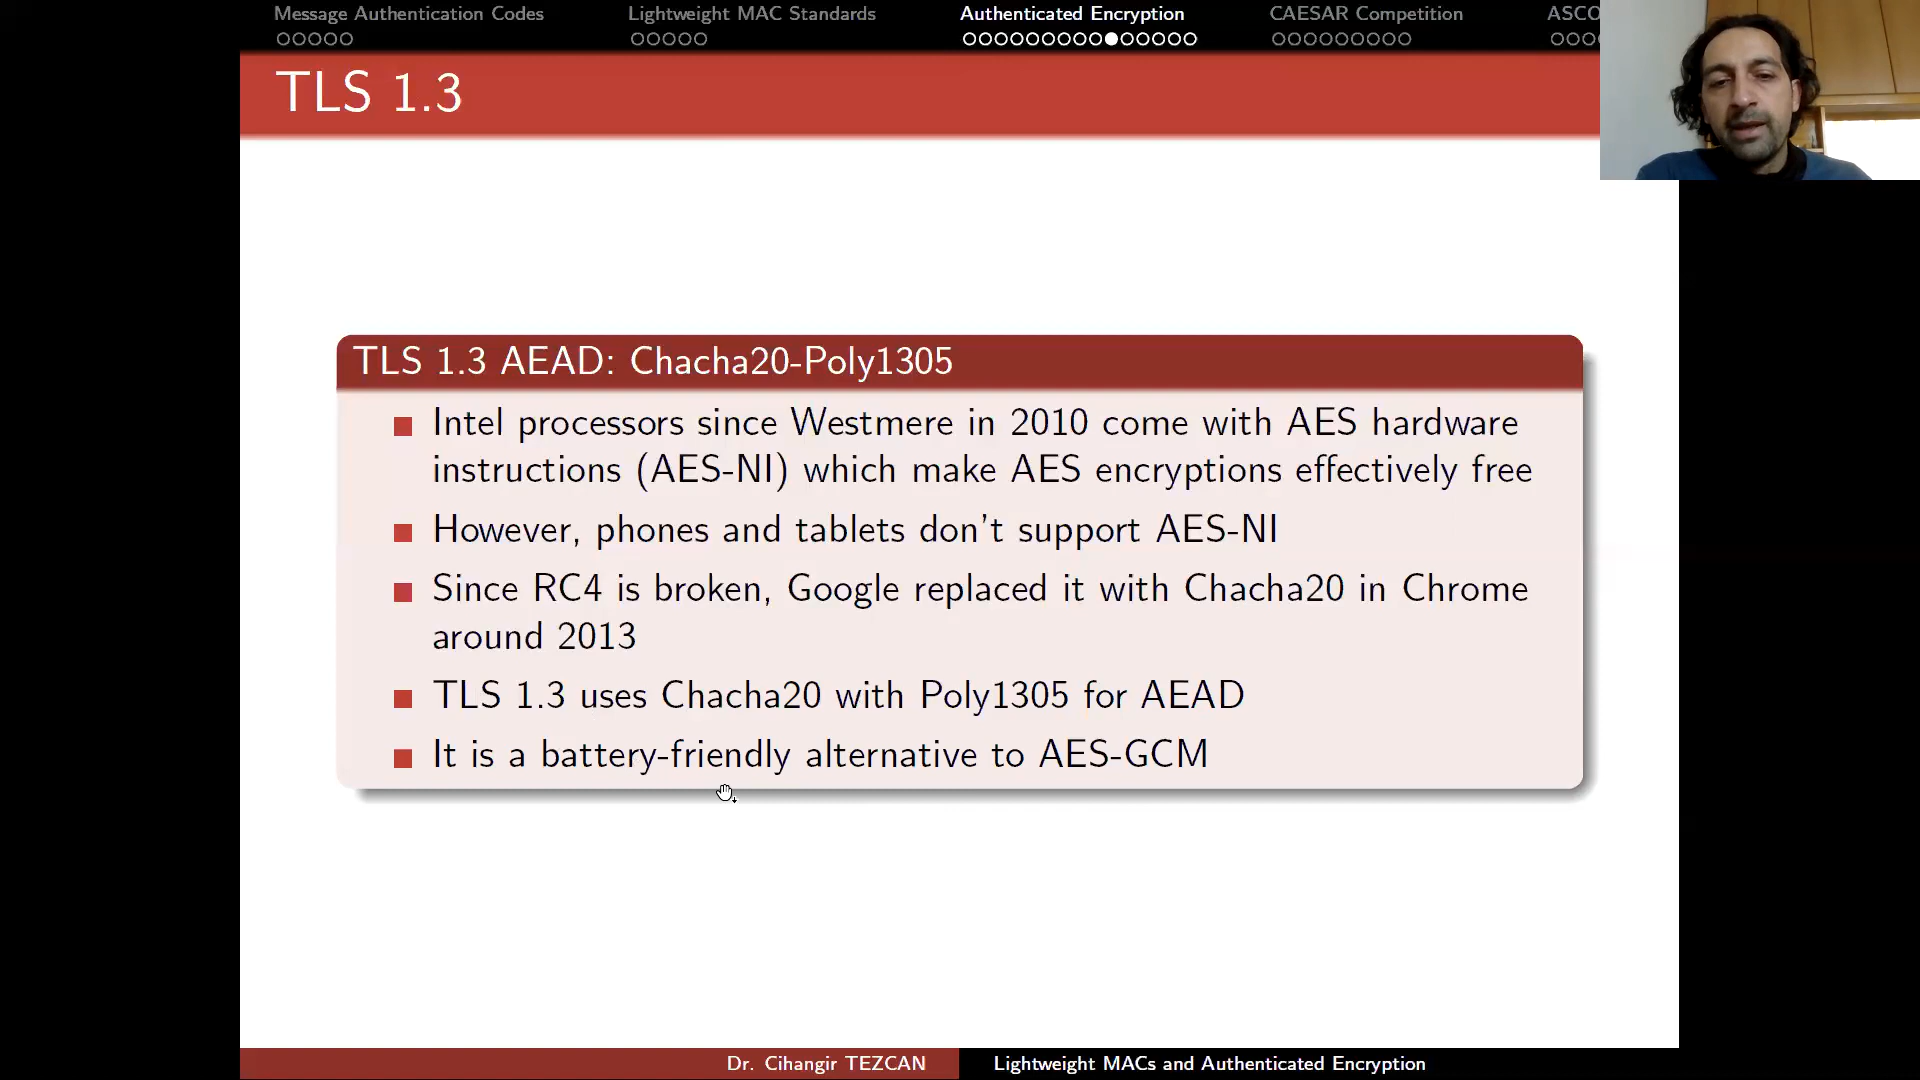 Message Authentication Codes
Lightweight MAC Standards
Authenticated Encryption
CAESAR Competition
ASCO
TLS 1.3
TLS 1.3 AEAD: Chacha20-Poly1305
Intel processors since Westmere in 2010 come with AES hardware
instructions (AES-NI) which make AES encryptions effectively free
However, phones and tablets don't support AES-NI
Since RC4 is broken, Google replaced it with Chacha20 in Chrome
around 2013
TLS 1.3 uses Chacha20 with Poly1305 for AEAD
It is a battery-friendly alternative to AES-GCM
Dr. Cihangir TEZCAN
Lightweight MACs and Authenticated Encryption